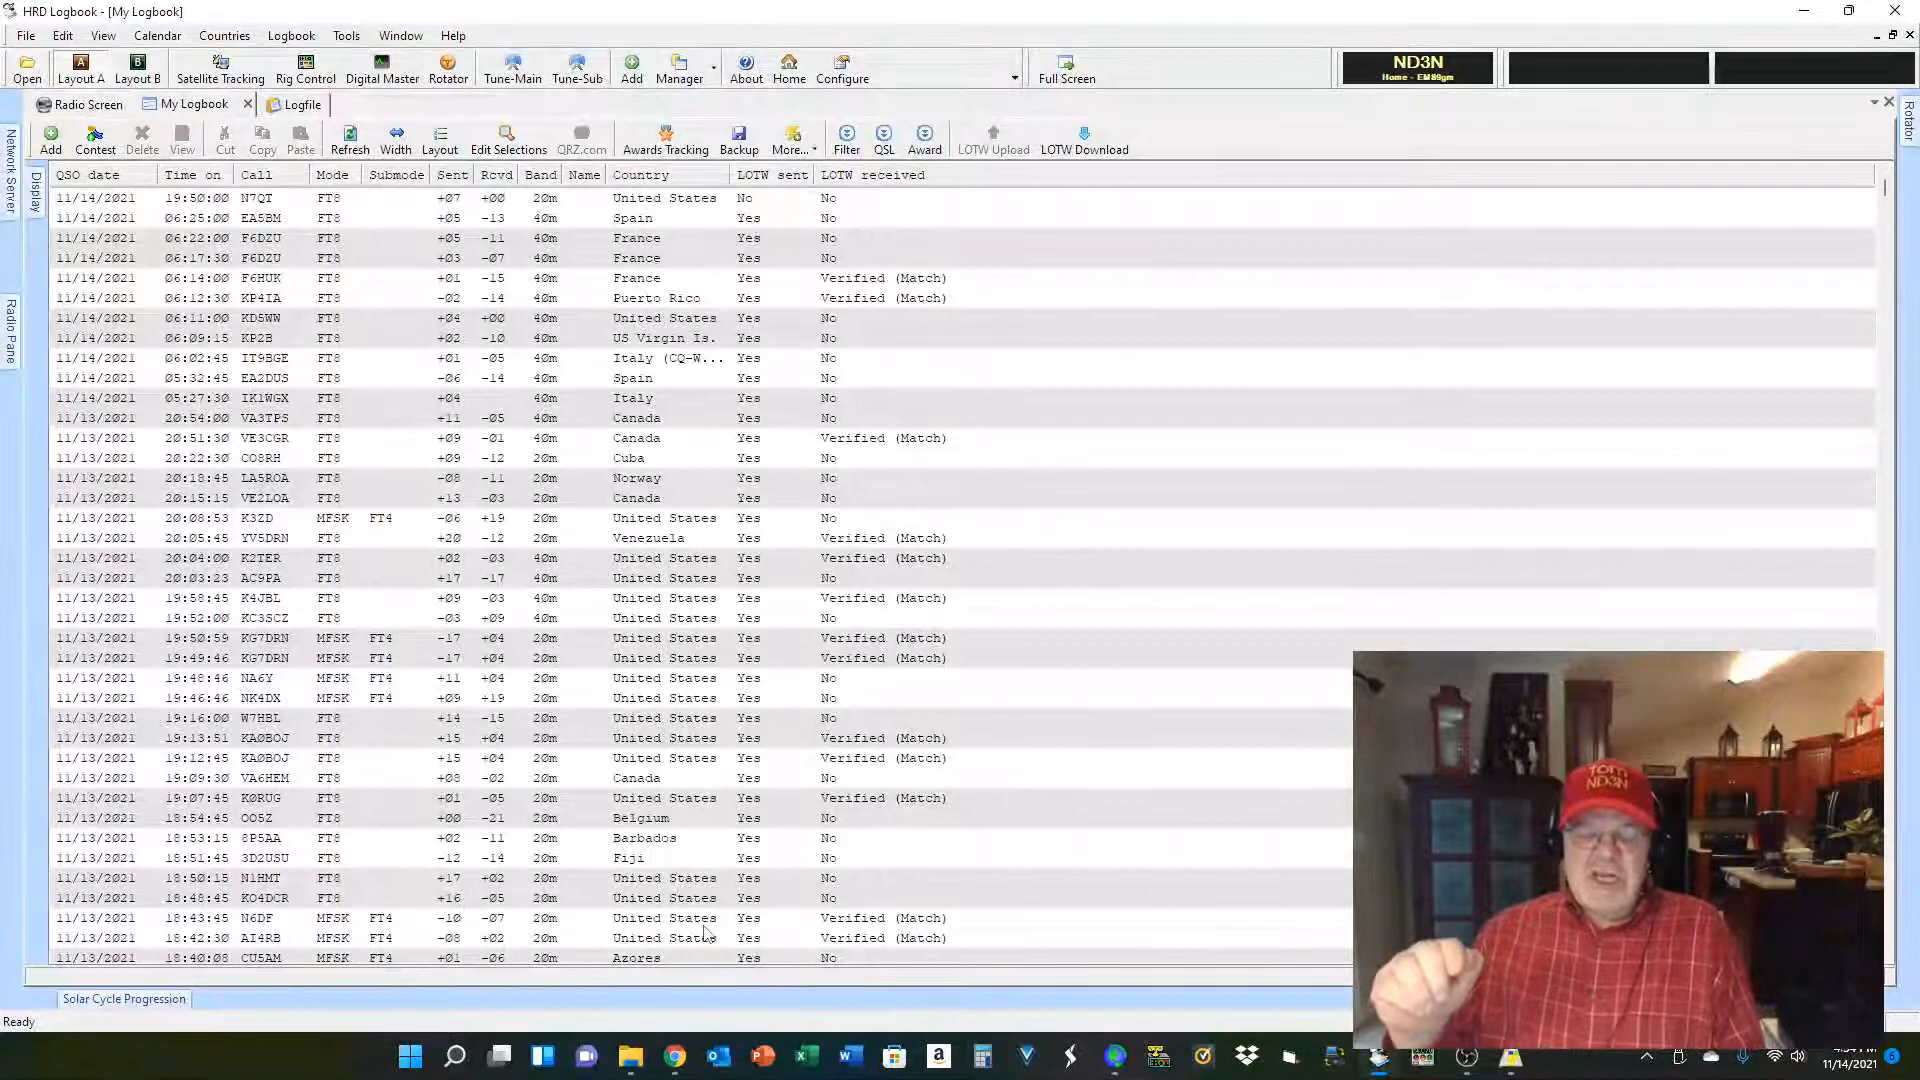 HRD Logbook - [My Logbook]
File Edit View Calendar Countries Logbook Tools Window Help
Open Layout A Layout B Satellite Tracking Rig Control Digital Master Rotator Tune-Main Tune-Sub Add Manager About Home Configure Full Screen
ND3N
Home - EM89gm
Radio Screen My Logbook Logfile
Add Contest Delete View Cut Copy Paste Refresh Width Layout Edit Selections QRZ.com Awards Tracking Backup More... Filter QSL Award LOTW Upload LOTW Download
Network Server
Radio Pane
Display
Rotator
QSO date Time on Call Mode Submode Sent Rcvd Band Name Country LOTW sent LOTW received
11/14/2021 19:50:00 N7QT FT8 +07 +00 20m United States No No
11/14/2021 06:25:00 EA5BM FT8 +05 -13 40m Spain Yes No
11/14/2021 06:22:00 F6DZU FT8 +05 -11 40m France Yes No
11/14/2021 06:17:30 F6DZU FT8 +03 -07 40m France Yes No
11/14/2021 06:14:00 F6HUK FT8 +01 -15 40m France Yes Verified (Match)
11/14/2021 06:12:30 KP4IA FT8 -02 -14 40m Puerto Rico Yes Verified (Match)
11/14/2021 06:11:00 KD5WW FT8 +04 +00 40m United States Yes No
11/14/2021 06:09:15 KP2B FT8 +02 -10 40m US Virgin Is. Yes No
11/14/2021 06:02:45 IT9BGE FT8 +01 -05 40m Italy (CQ-W... Yes No
11/14/2021 05:32:45 EA2DUS FT8 -06 -14 40m Spain Yes No
11/14/2021 05:27:30 IK1WGX FT8 +04 40m Italy Yes No
11/13/2021 20:54:00 VA3TPS FT8 +11 -05 40m Canada Yes No
11/13/2021 20:51:30 VE3CGR FT8 +09 -01 40m Canada Yes Verified (Match)
11/13/2021 20:22:30 CO8RH FT8 +09 -12 20m Cuba Yes No
11/13/2021 20:18:45 LA5ROA FT8 -08 -11 20m Norway Yes No
11/13/2021 20:15:15 VE2LOA FT8 +13 -03 20m Canada Yes No
11/13/2021 20:08:53 K3ZD MFSK FT4 -06 +19 20m United States Yes No
11/13/2021 20:05:45 YV5DRN FT8 +20 -12 20m Venezuela Yes Verified (Match)
11/13/2021 20:04:00 K2TER FT8 +02 -03 40m United States Yes Verified (Match)
11/13/2021 20:03:23 AC9PA FT8 +17 -17 40m United States Yes No
11/13/2021 19:58:45 K4JBL FT8 +09 -03 40m United States Yes Verified (Match)
11/13/2021 19:52:00 KC3SCZ FT8 -03 +09 40m United States Yes No
11/13/2021 19:50:59 KG7DRN MFSK FT4 -17 +04 20m United States Yes Verified (Match)
11/13/2021 19:49:46 KG7DRN MFSK FT4 -17 +04 20m United States Yes Verified (Match)
11/13/2021 19:48:46 NA6Y MFSK FT4 +11 +04 20m United States Yes No
11/13/2021 19:46:46 NK4DX MFSK FT4 +09 +19 20m United States Yes No
11/13/2021 19:16:00 W7HBL FT8 +14 -15 20m United States Yes No
11/13/2021 19:13:51 KA0BOJ FT8 +15 +04 20m United States Yes Verified (Match)
11/13/2021 19:12:45 KA0BOJ FT8 +15 +04 20m United States Yes Verified (Match)
11/13/2021 19:09:30 VA6HEM FT8 +08 -02 20m Canada Yes No
11/13/2021 19:07:45 K0RUG FT8 +01 -05 20m United States Yes Verified (Match)
11/13/2021 18:54:45 OO5Z FT8 +00 -21 20m Belgium Yes No
11/13/2021 18:53:15 8P5AA FT8 +02 -11 20m Barbados Yes No
11/13/2021 18:51:45 3D2USU FT8 -12 -14 20m Fiji Yes No
11/13/2021 18:50:15 N1HMT FT8 +17 +02 20m United States Yes No
11/13/2021 18:48:45 KO4DCR FT8 +16 -05 20m United States Yes No
11/13/2021 18:43:45 N6DF MFSK FT4 -10 -07 20m United States Yes Verified (Match)
11/13/2021 18:42:30 AI4RB MFSK FT4 -08 +02 20m United States Yes Verified (Match)
11/13/2021 18:40:08 CU5AM MFSK FT4 +01 -06 20m Azores Yes No
TOM
ND3N
Solar Cycle Progression
Ready
11/14/2021